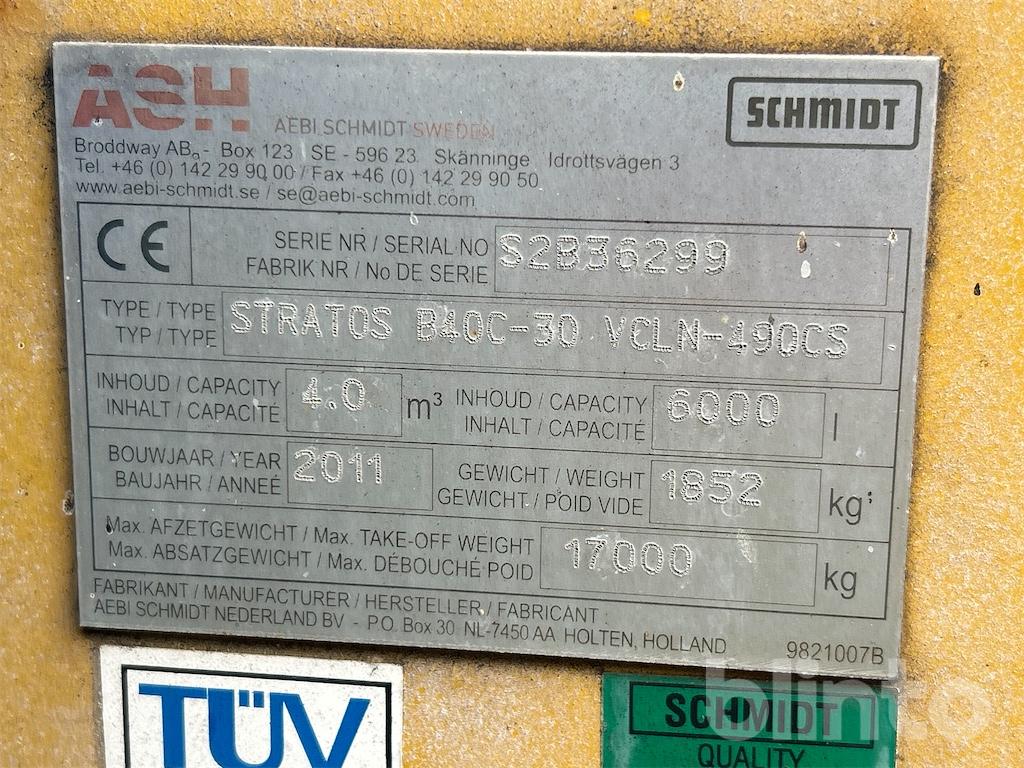 ASH AEBI SCHMIDT SWEDEN
SCHMIDT
Broddway AB, - Box 123 SE - 596 23 Skänninge Idrottsvägen 3
Tel. +46 (0) 142 29 90 00 / Fax +46 (0) 142 29 90 50
www.aebi-schmidt.se / se@aebi-schmidt.com
CE
SERIE NR / SERIAL NO S2B36299
FABRIK NR / No DE SERIE
TYPE / TYPE STRATOS B40C-30 VCLN-490CS
TYP / TYPE
INHOUD / CAPACITY 4.0 m³ INHOUD / CAPACITY 6000 l
INHALT / CAPACITÉ INHALT / CAPACITÉ
BOUWJAAR / YEAR 2011 GEWICHT / WEIGHT 1852 kg
BAUJAHR / ANNEÉ GEWICHT / POID VIDE
Max. AFZETGEWICHT / Max. TAKE-OFF WEIGHT 17000 kg
Max. ABSATZGEWICHT / Max. DÉBOUCHÉ POID
FABRIKANT / MANUFACTURER / HERSTELLER / FABRICANT :
AEBI SCHMIDT NEDERLAND BV - P.O. Box 30 NL-7450 AA HOLTEN, HOLLAND 9821007B
TÜV
SCHMIDT
QUALITY
blinto